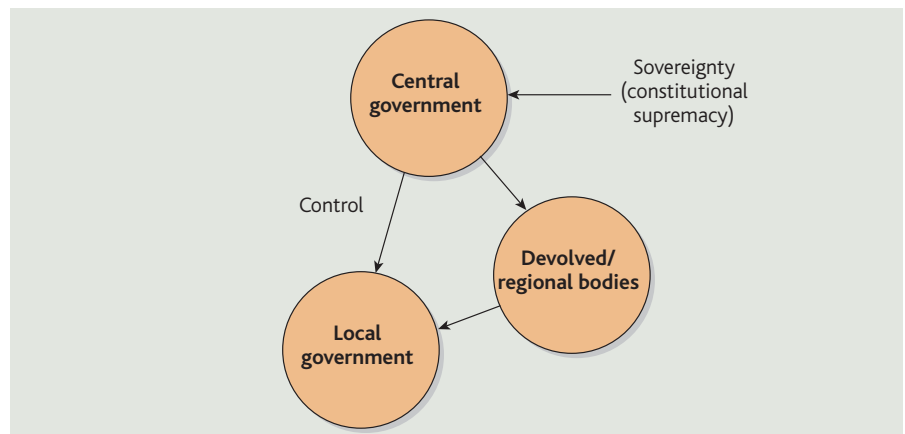 Central
government
Sovereignty
(constitutional
supremacy)
Control
Devolved/
regional bodies
Local
government